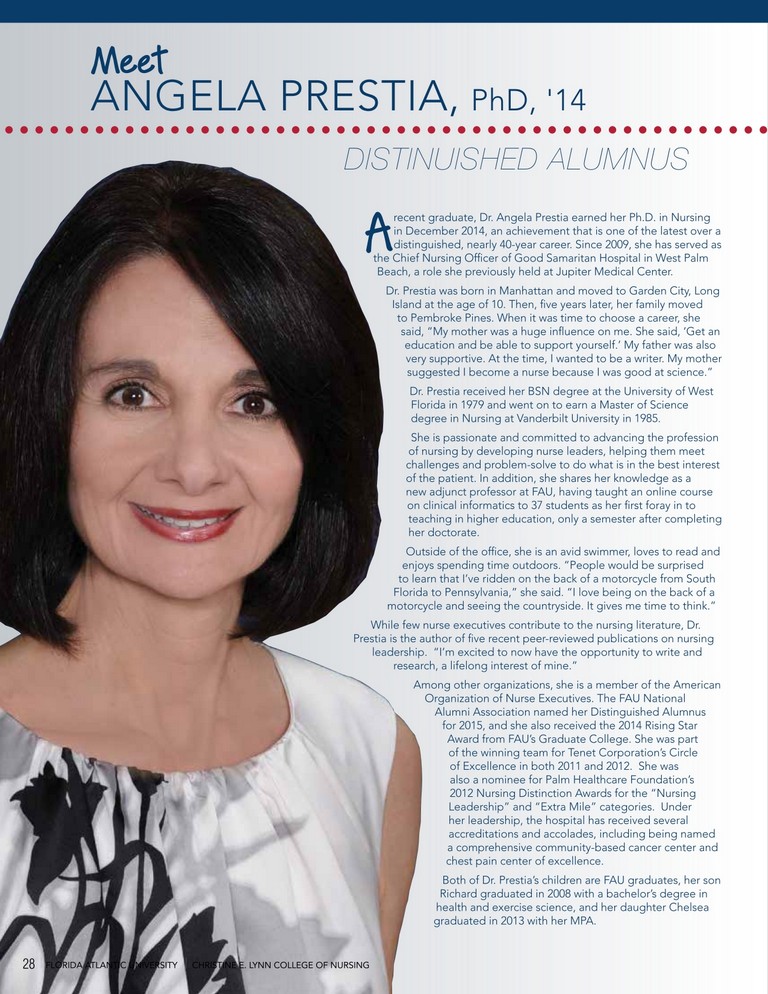 Meet
ANGELA PRESTIA, PhD, '14
DISTINUISHED ALUMNUS
A recent graduate, Dr. Angela Prestia earned her Ph.D. in Nursing
in December 2014, an achievement that is one of the latest over a
distinguished, nearly 40-year career. Since 2009, she has served as
the Chief Nursing Officer of Good Samaritan Hospital in West Palm
Beach, a role she previously held at Jupiter Medical Center.
Dr. Prestia was born in Manhattan and moved to Garden City, Long
Island at the age of 10. Then, five years later, her family moved
to Pembroke Pines. When it was time to choose a career, she
said, “My mother was a huge influence on me. She said, ‘Get an
education and be able to support yourself.’ My father was also
very supportive. At the time, I wanted to be a writer. My mother
suggested I become a nurse because I was good at science.”
Dr. Prestia received her BSN degree at the University of West
Florida in 1979 and went on to earn a Master of Science
degree in Nursing at Vanderbilt University in 1985.
She is passionate and committed to advancing the profession
of nursing by developing nurse leaders, helping them meet
challenges and problem-solve to do what is in the best interest
of the patient. In addition, she shares her knowledge as a
new adjunct professor at FAU, having taught an online course
on clinical informatics to 37 students as her first foray in to
teaching in higher education, only a semester after completing
her doctorate.
Outside of the office, she is an avid swimmer, loves to read and
enjoys spending time outdoors. “People would be surprised
to learn that I’ve ridden on the back of a motorcycle from South
Florida to Pennsylvania,” she said. “I love being on the back of a
motorcycle and seeing the countryside. It gives me time to think.”
While few nurse executives contribute to the nursing literature, Dr.
Prestia is the author of five recent peer-reviewed publications on nursing
leadership. “I’m excited to now have the opportunity to write and
research, a lifelong interest of mine.”
Among other organizations, she is a member of the American
Organization of Nurse Executives. The FAU National
Alumni Association named her Distinguished Alumnus
for 2015, and she also received the 2014 Rising Star
Award from FAU’s Graduate College. She was part
of the winning team for Tenet Corporation’s Circle
of Excellence in both 2011 and 2012. She was
also a nominee for Palm Healthcare Foundation’s
2012 Nursing Distinction Awards for the “Nursing
Leadership” and “Extra Mile” categories. Under
her leadership, the hospital has received several
accreditations and accolades, including being named
a comprehensive community-based cancer center and
chest pain center of excellence.
Both of Dr. Prestia’s children are FAU graduates, her son
Richard graduated in 2008 with a bachelor’s degree in
health and exercise science, and her daughter Chelsea
graduated in 2013 with her MPA.
28 FLORIDA ATLANTIC UNIVERSITY CHRISTINE E. LYNN COLLEGE OF NURSING